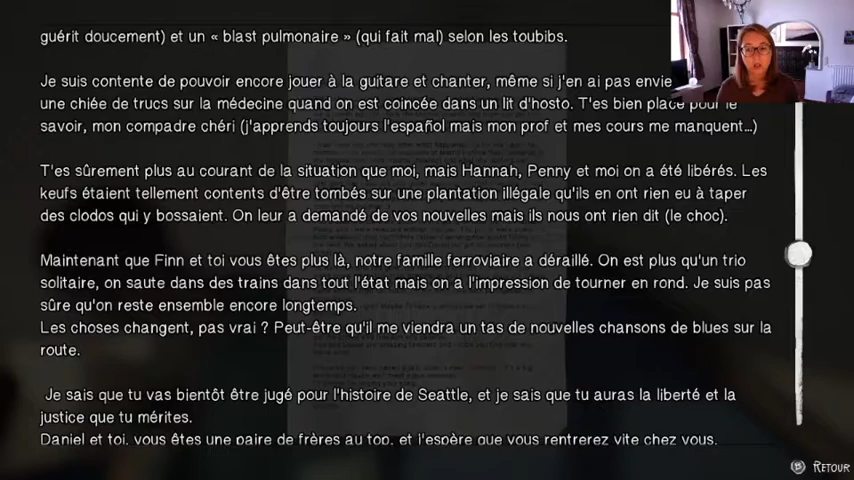 guérit doucement) et un « blast pulmonaire » (qui fait mal) selon les toubibs.
Je suis contente de pouvoir encore jouer à la guitare et chanter, même si j'en ai pas envie
une chiée de trucs sur la médecine quand on est coincée dans un lit d'hosto. T'es bien placé pour le
savoir, mon compadre chéri (j'apprends toujours l'español mais mon prof et mes cours me manquent...)
T'es sûrement plus au courant de la situation que moi, mais Hannah, Penny et moi on a été libérés. Les
keufs étaient tellement contents d'être tombés sur une plantation illégale qu'ils en ont rien eu à taper
des clodos qui y bossaient. On leur a demandé de vos nouvelles mais ils nous ont rien dit (le choc).
Maintenant que Finn et toi vous êtes plus là, notre famille ferroviaire a déraillé. On est plus qu'un trio
solitaire, on saute dans des trains dans tout l'état mais on a l'impression de tourner en rond. Je suis pas
sûre qu'on reste ensemble encore longtemps.
Les choses changent, pas vrai ? Peut-être qu'il me viendra un tas de nouvelles chansons de blues sur la
route.
Je sais que tu vas bientôt être jugé pour l'histoire de Seattle, et je sais que tu auras la liberté et la
justice que tu mérites.
Daniel et toi, vous êtes une paire de frères au top, et j'espère que vous rentrerez vite chez vous.
B RETOUR